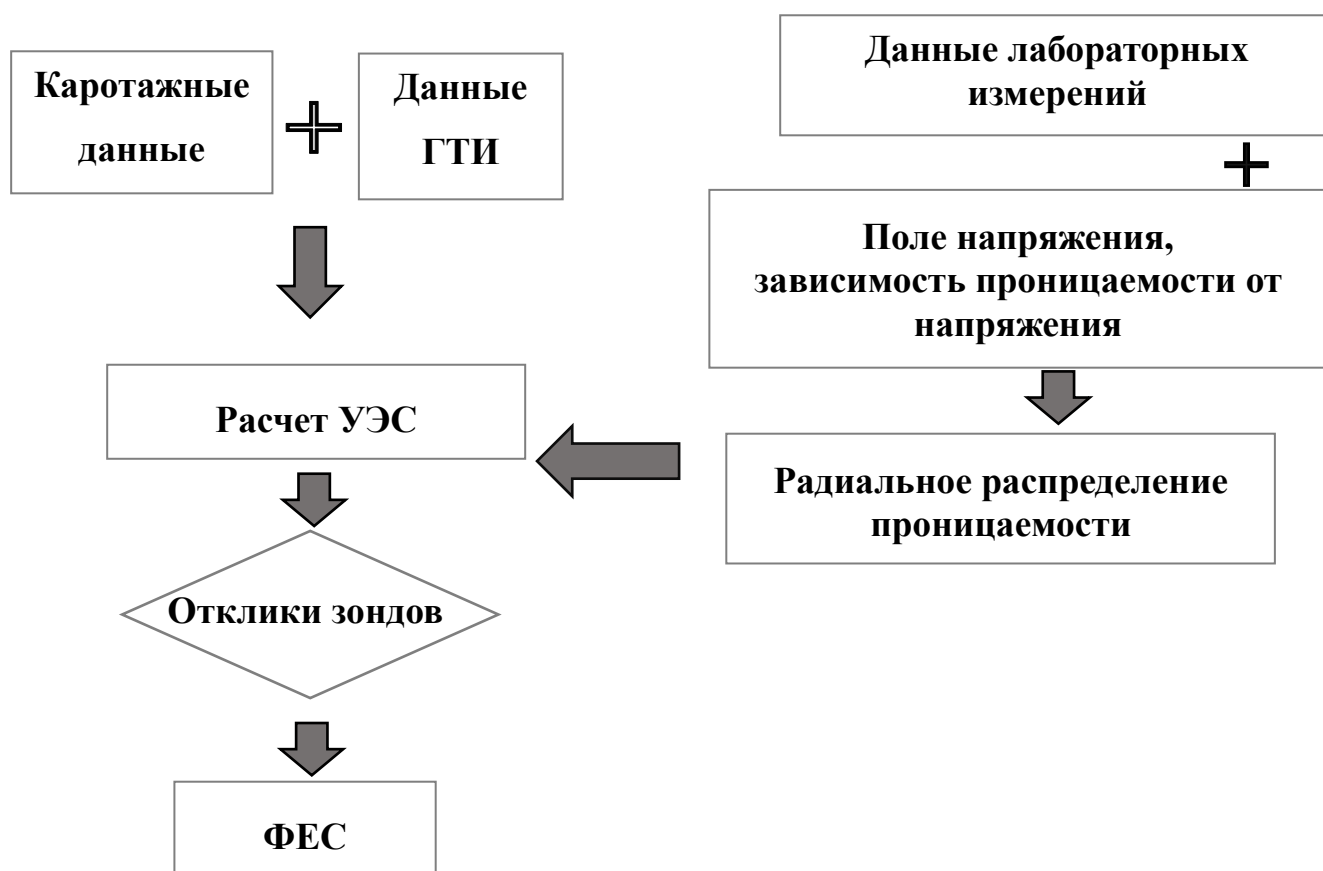 Каротажные
данные
Данные
ГТИ
Данные лабораторных
измерений
Поле напряжения,
зависимость проницаемости от
напряжения
Расчет УЭС
Радиальное распределение
проницаемости
Отклики зондов
ФЕС